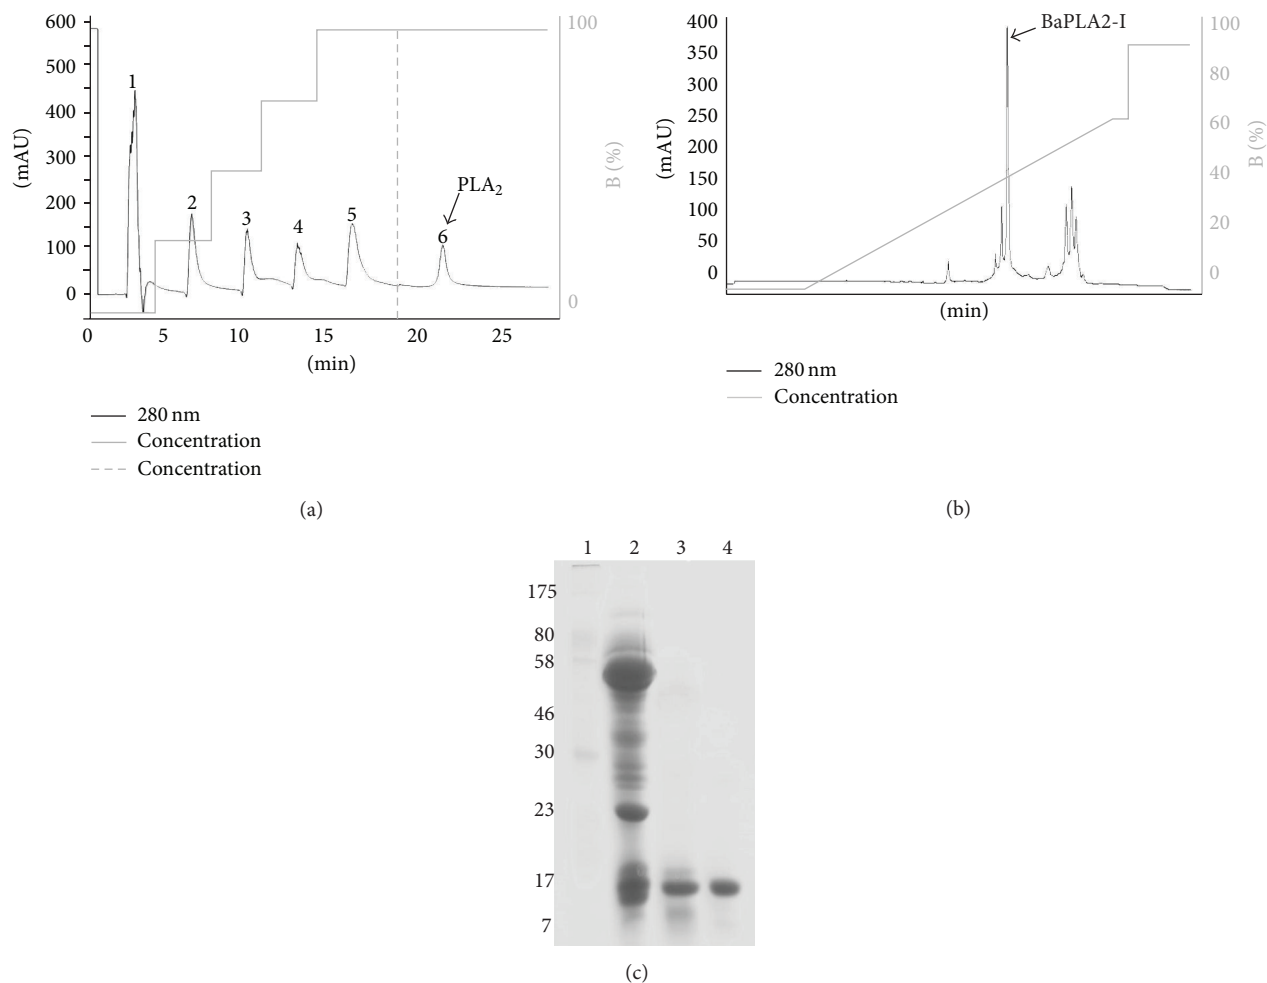 600
500
400
300
200
100
0
(mAU)
1
2
3
4
5
6
PLA2
100
0
B (%)
0 5 10 15 20 25
(min)
280 nm
Concentration
Concentration
(a)
400
350
300
250
200
150
100
50
0
(mAU)
BaPLA2-I
100
80
60
40
20
0
B (%)
(min)
280 nm
Concentration
(b)
1 2 3 4
175
80
58
46
30
23
17
7
(c)